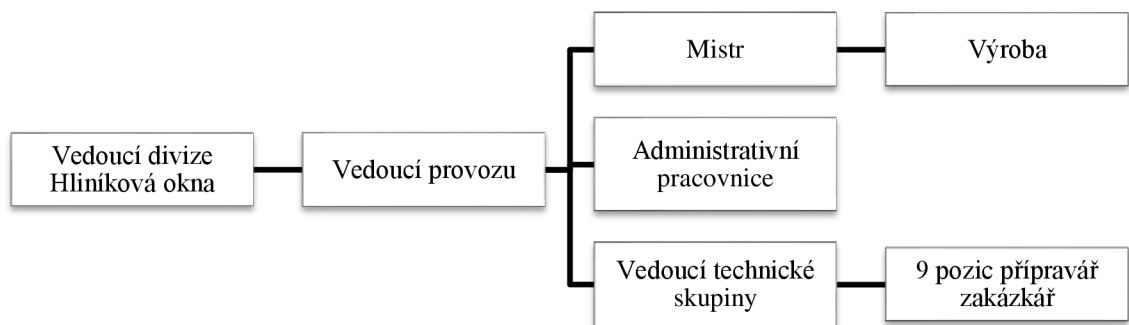 Mistr
Výroba
Vedoucí divize
Hliníková okna
Vedoucí provozu
Administrativní
pracovnice
Vedoucí technické
skupiny
9 pozic přípravář
zakázkář